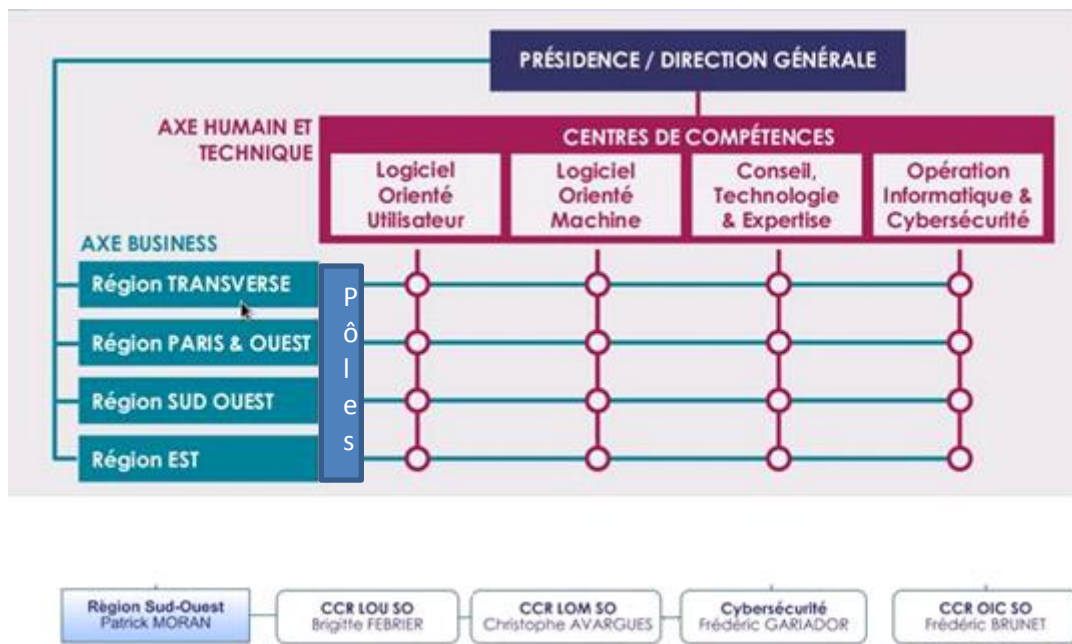 PRÉSIDENCE / DIRECTION GÉNÉRALE
AXE HUMAIN ET
TECHNIQUE
CENTRES DE COMPÉTENCES
Logiciel
Orienté
Utilisateur
Logiciel
Orienté
Machine
Conseil,
Technologie
& Expertise
Opération
Informatique &
Cybersécurité
AXE BUSINESS
Région TRANSVERSE
Région PARIS & OUEST
Région SUD OUEST
Région EST
P
ô
l
e
s
Règion Sud-Ouest
Patrick MORAN
CCR LOU SO
Brigitte FEBRIER
CCR LOM SO
Christophe AVARGUES
Cybersécurité
Frédéric GARIADOR
CCR OIC SO
Frédéric BRUNET